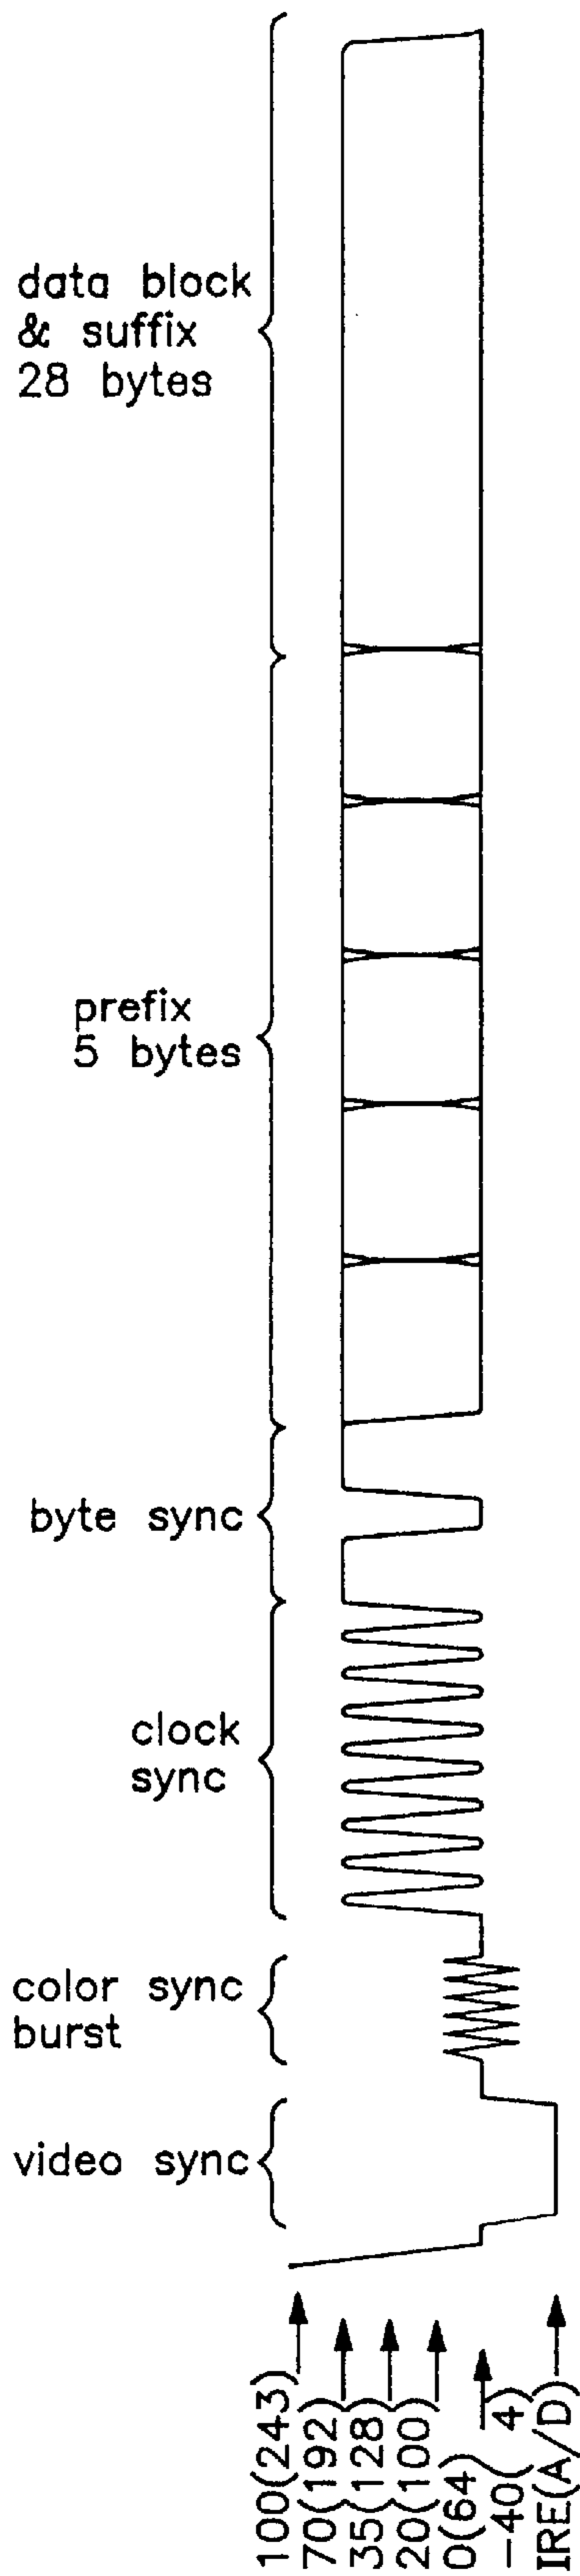 data block
& suffix
28 bytes
prefix
5 bytes
byte sync
clock
sync
color sync
burst
video sync
100(243)
70(192)
35(128)
20(100)
0(64)
-40( 4)
IRE(A/D)